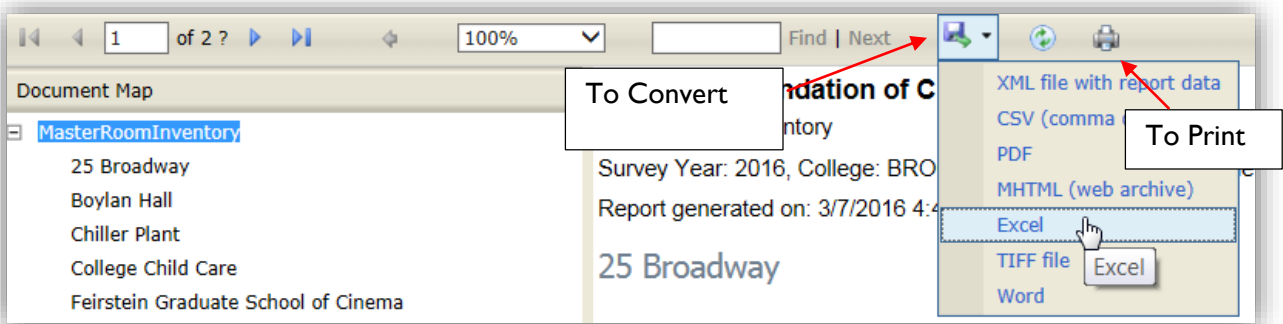 1 of 2 ? 100% Find | Next
Document Map
MasterRoomInventory
25 Broadway
Boylan Hall
Chiller Plant
College Child Care
Feirstein Graduate School of Cinema
To Convert
ndation of C
ntory
Survey Year: 2016, College: BRO
Report generated on: 3/7/2016 4:4
25 Broadway
XML file with report data
CSV (comma
PDF
MHTML (web archive)
Excel
TIFF file
Word
Excel
To Print